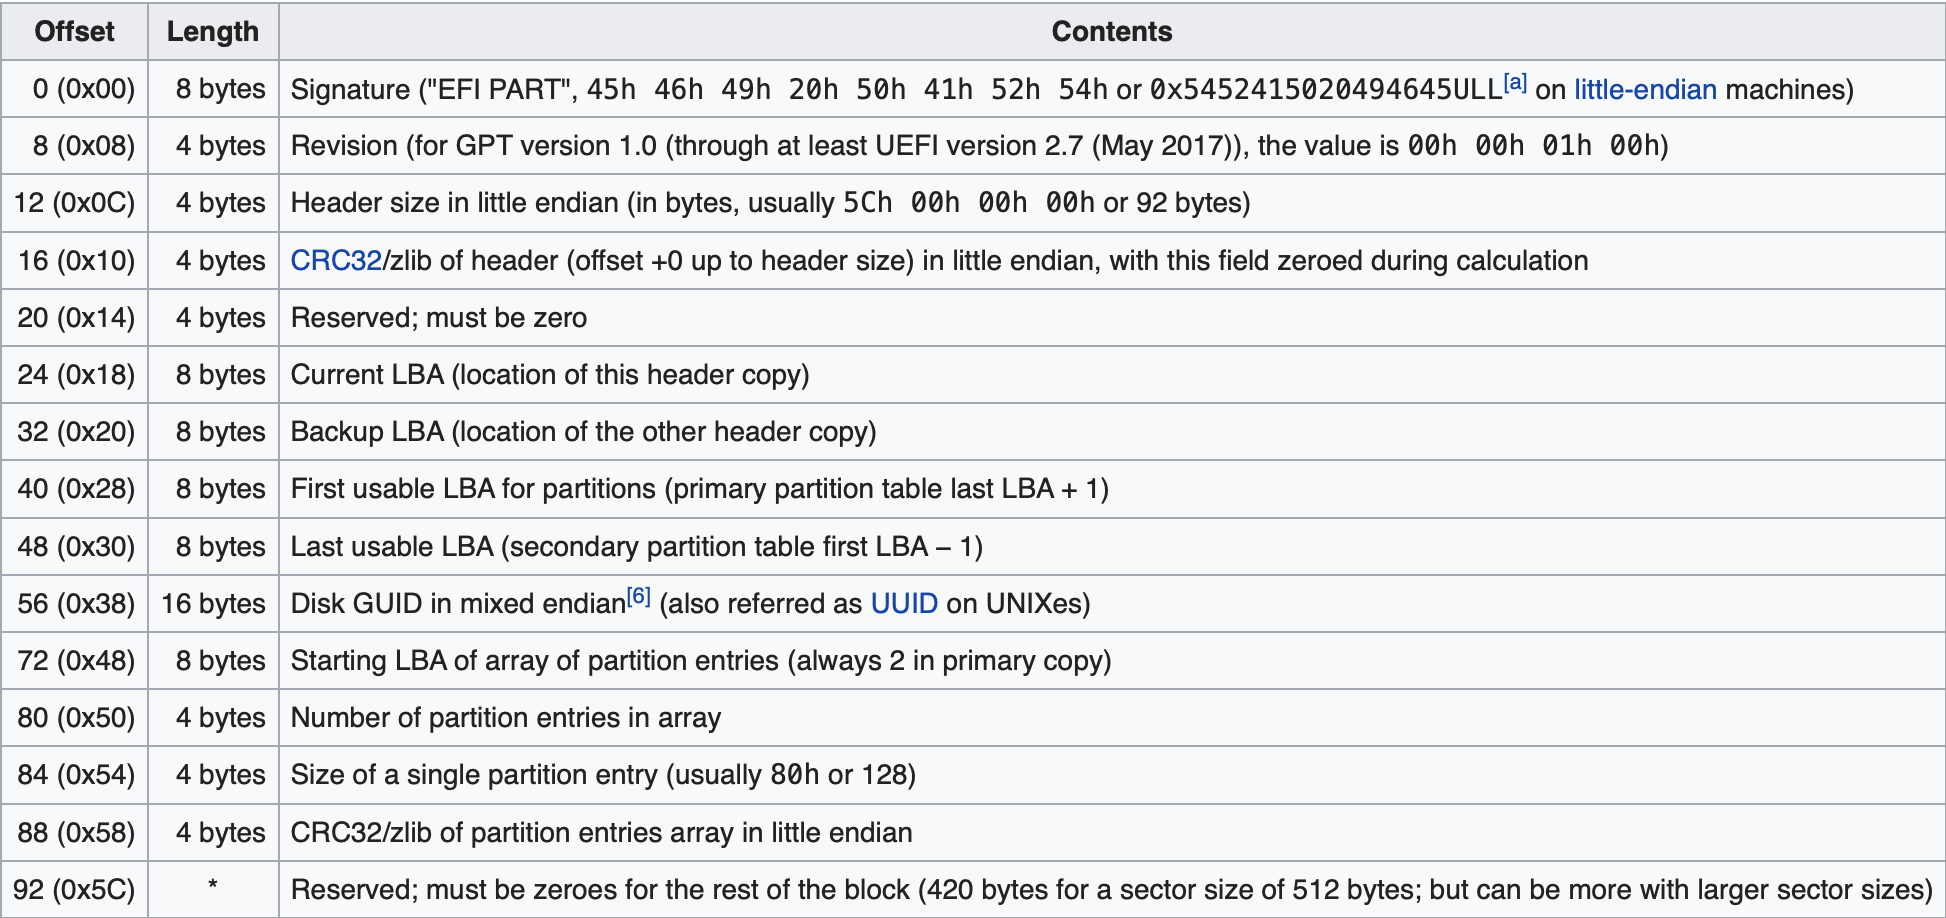 Offset Length Contents
0 (0x00) 8 bytes Signature ("EFI PART", 45h 46h 49h 20h 50h 41h 52h 54h or 0x5452415020494645ULL[a] on little-endian machines)
8 (0x08) 4 bytes Revision (for GPT version 1.0 (through at least UEFI version 2.7 (May 2017)), the value is 00h 00h 01h 00h)
12 (0x0C) 4 bytes Header size in little endian (in bytes, usually 5Ch 00h 00h 00h or 92 bytes)
16 (0x10) 4 bytes CRC32/zlib of header (offset +0 up to header size) in little endian, with this field zeroed during calculation
20 (0x14) 4 bytes Reserved; must be zero
24 (0x18) 8 bytes Current LBA (location of this header copy)
32 (0x20) 8 bytes Backup LBA (location of the other header copy)
40 (0x28) 8 bytes First usable LBA for partitions (primary partition table last LBA + 1)
48 (0x30) 8 bytes Last usable LBA (secondary partition table first LBA − 1)
56 (0x38) 16 bytes Disk GUID in mixed endian[6] (also referred as UUID on UNIXes)
72 (0x48) 8 bytes Starting LBA of array of partition entries (always 2 in primary copy)
80 (0x50) 4 bytes Number of partition entries in array
84 (0x54) 4 bytes Size of a single partition entry (usually 80h or 128)
88 (0x58) 4 bytes CRC32/zlib of partition entries array in little endian
92 (0x5C) * Reserved; must be zeroes for the rest of the block (420 bytes for a sector size of 512 bytes; but can be more with larger sector sizes)